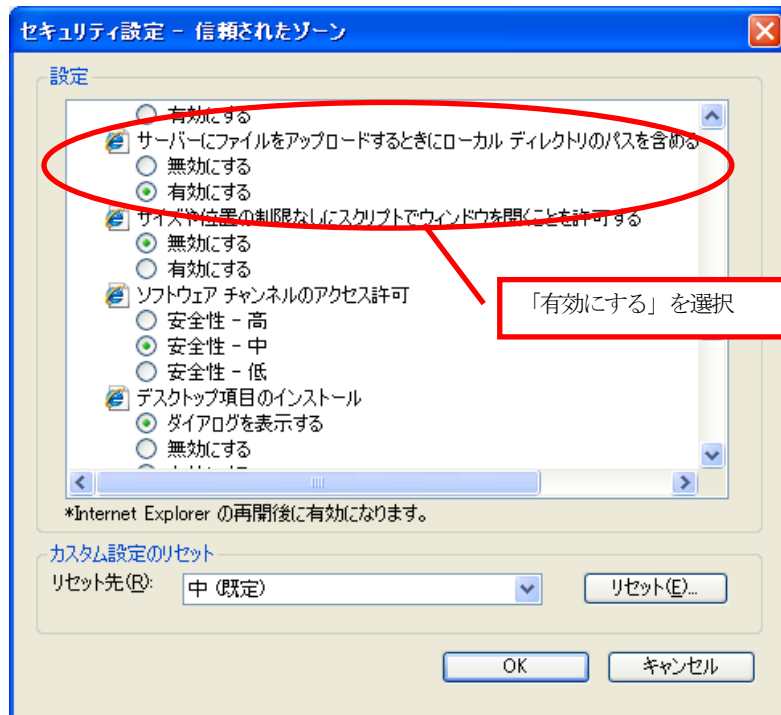 セキュリティ設定 - 信頼されたゾーン
設定
有効にする
サーバーにファイルをアップロードするときにローカル ディレクトリのパスを含める
無効にする
有効にする
サイズや位置の制限なしにスクリプトでウィンドウを開くことを許可する
無効にする
有効にする
ソフトウェア チャンネルのアクセス許可
「有効にする」を選択
安全性 - 高
安全性 - 中
安全性 - 低
デスクトップ項目のインストール
ダイアログを表示する
無効にする
*Internet Explorer の再開後に有効になります。
カスタム設定のリセット
リセット先(R):
中 (既定)
リセット(E)...
OK
キャンセル